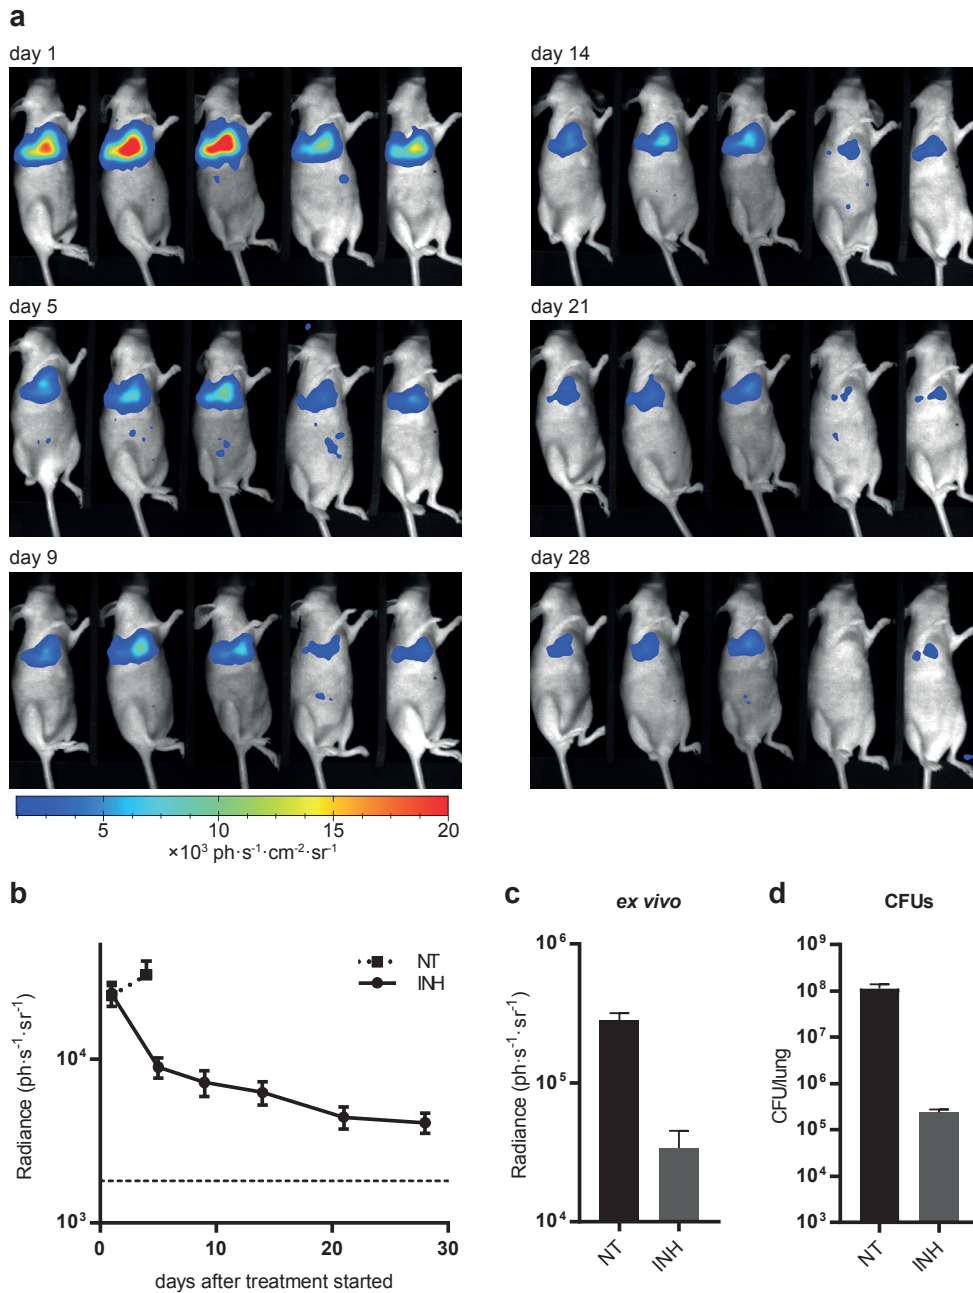 a
day 1
day 14
day 5
day 21
day 9
day 28
5 10 15 20
×10³ ph·s⁻¹·cm⁻²·sr⁻¹
b
NT
INH
Radiance (ph·s⁻¹·sr⁻¹)
10⁴
10³
0 10 20 30
days after treatment started
c
ex vivo
Radiance (ph·s⁻¹·sr⁻¹)
10⁶
10⁵
10⁴
NT INH
d
CFUs
CFU/lung
10⁹
10⁸
10⁷
10⁶
10⁵
10⁴
10³
NT INH